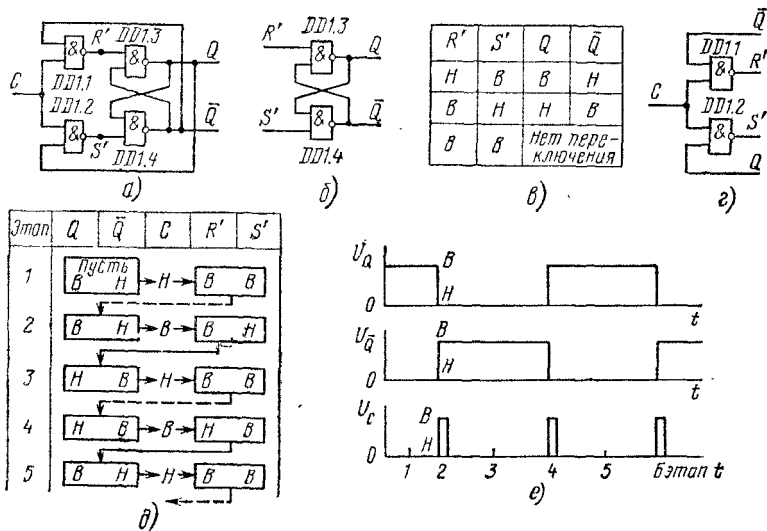 R' DD1.3
Q
C
DD1.1
DD1.2
S'
Q̄
DD1.4
&
&
&
&
а)
R' DD1.3
Q
&
&
S'
Q̄
DD1.4
б)
R' S' Q Q̄
Н В В Н
В Н Н В
В В Нет пере-
ключения
в)
Q̄
DD1.1
&
R'
C
DD1.2
&
S'
Q
г)
Этап Q Q̄ C R' S'
Пусть
1 В Н Н В В
2 В Н В В Н
3 Н В Н В В
4 Н В В Н В
5 В Н Н В В
д)
U_Q
В
Н
0
t
U_Q̄
В
Н
0
t
U_C
В
Н
0
1 2 3 4 5 6 этап t
е)